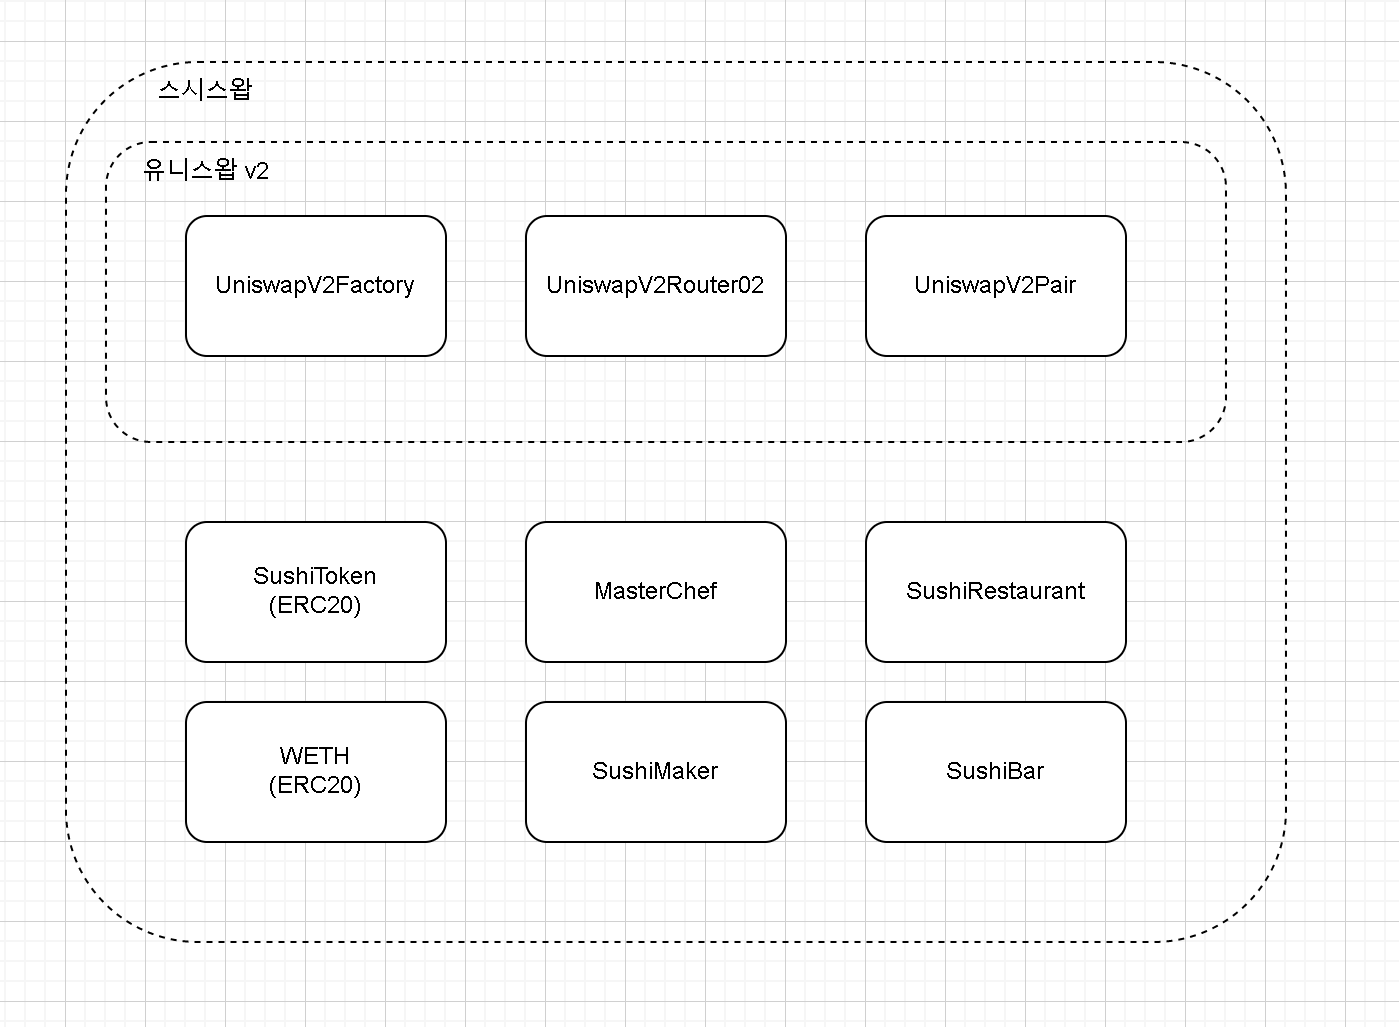 스시스왑
유니스왑 v2
UniswapV2Factory
UniswapV2Router02
UniswapV2Pair
SushiToken
(ERC20)
MasterChef
SushiRestaurant
WETH
(ERC20)
SushiMaker
SushiBar